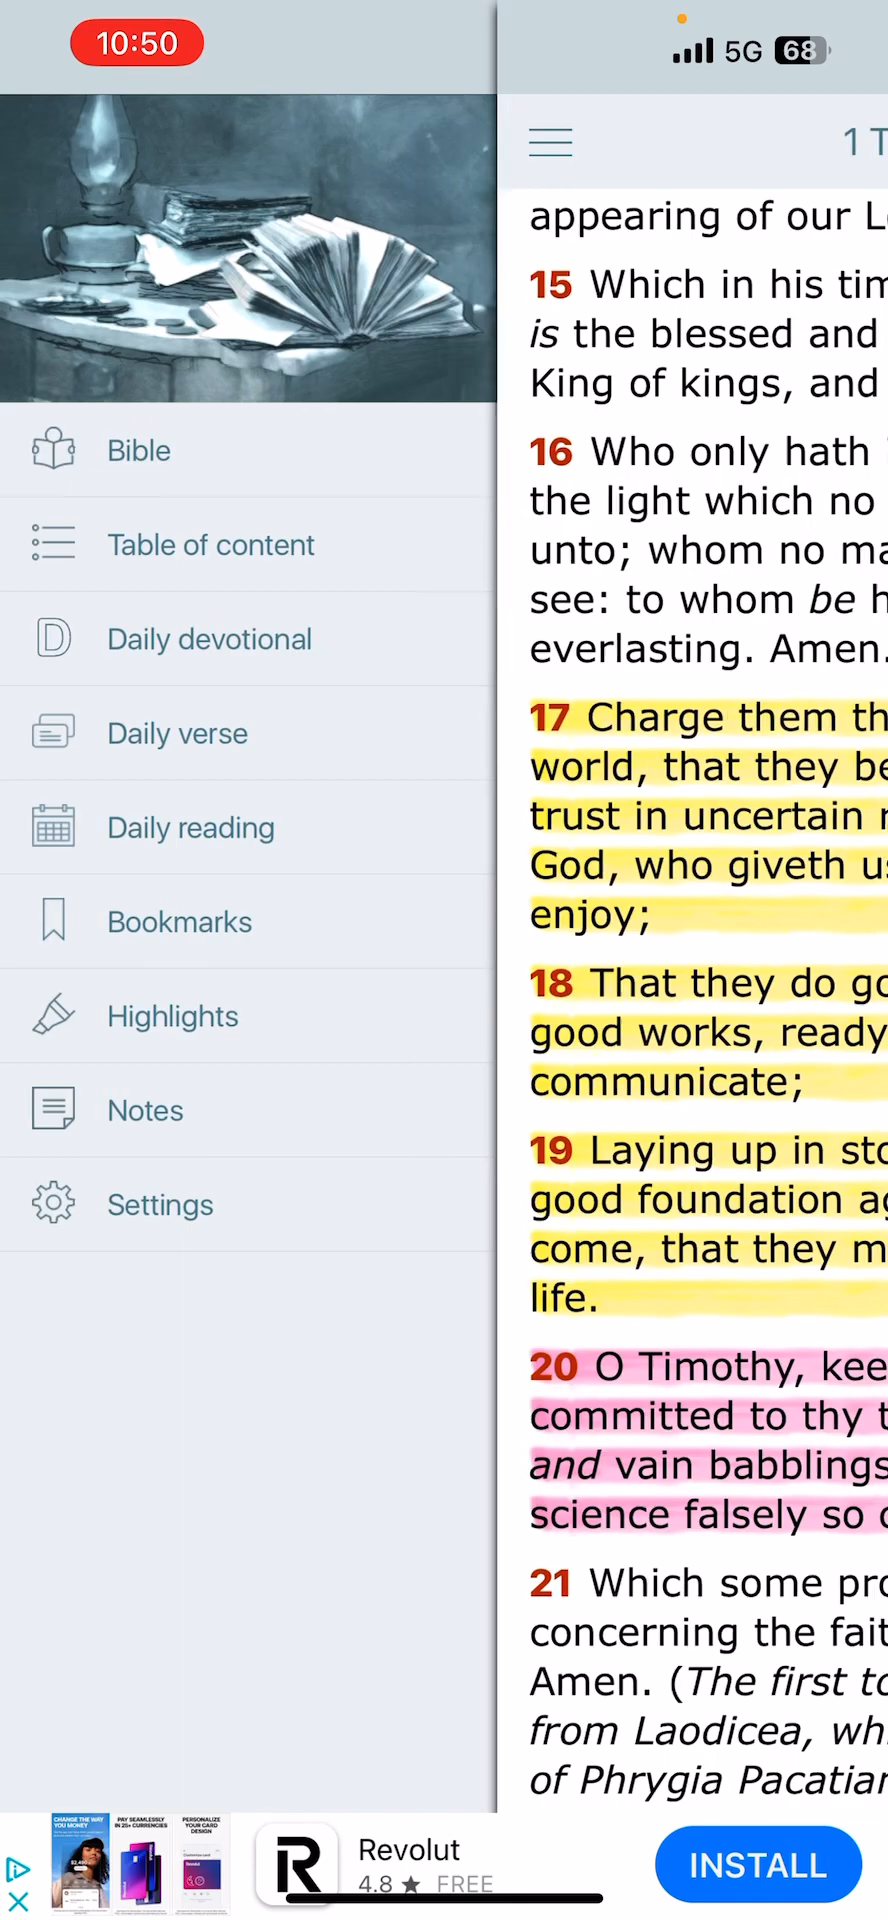 10:50
5G 68
Bible
Table of content
Daily devotional
Daily verse
Daily reading
Bookmarks
Highlights
Notes
Settings
1 T
appearing of our L
15 Which in his tim
is the blessed and
King of kings, and
16 Who only hath
the light which no
unto; whom no ma
see: to whom be h
everlasting. Amen.
17 Charge them th
world, that they be
trust in uncertain r
God, who giveth us
enjoy;
18 That they do go
good works, ready
communicate;
19 Laying up in sto
good foundation ag
come, that they m
life.
20 O Timothy, kee
committed to thy t
and vain babblings
science falsely so c
21 Which some pro
concerning the fait
Amen. (The first to
from Laodicea, wh
of Phrygia Pacatian
CHANGE THE WAY
YOU MONEY
PAY SEAMLESSLY
IN 25+ CURRENCIES
PERSONALIZE
YOUR CARD
DESIGN
R
Revolut
4.8 ★ FREE
INSTALL